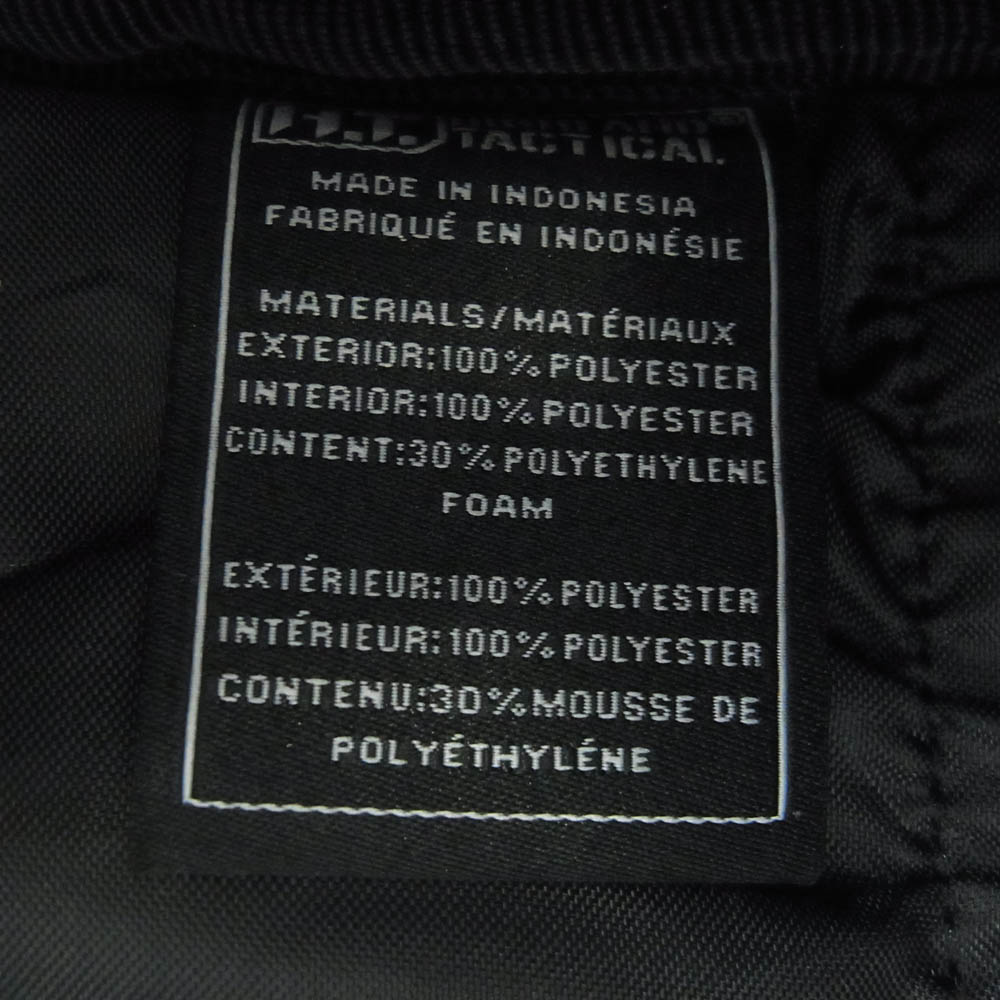 H.T.
TACTICAL
MADE IN INDONESIA
FABRIQUÉ EN INDONÉSIE
MATERIALS/MATÉRIAUX
EXTERIOR:100% POLYESTER
INTERIOR:100% POLYESTER
CONTENT:30% POLYETHYLENE
FOAM
EXTÉRIEUR:100% POLYESTER
INTÉRIEUR:100% POLYESTER
CONTENU:30% MOUSSE DE
POLYÉTHYLÉNE